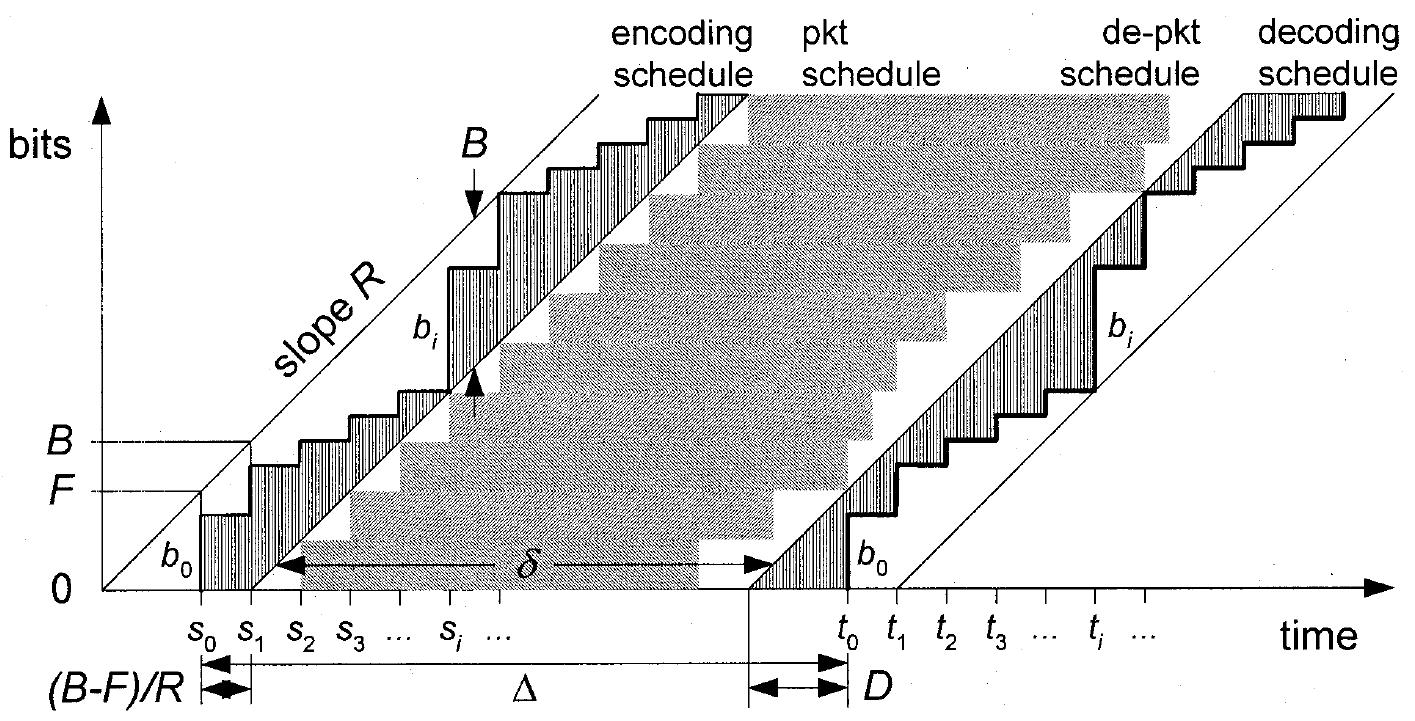 encoding schedule
pkt schedule
de-pkt schedule
decoding schedule
bits
B
slope R
b_i
b_i
B
F
b_0
δ
b_0
0
s_0 s_1 s_2 s_3 ... s_i ...
t_0 t_1 t_2 t_3 ... t_i ...
time
(B-F)/R
Δ
D